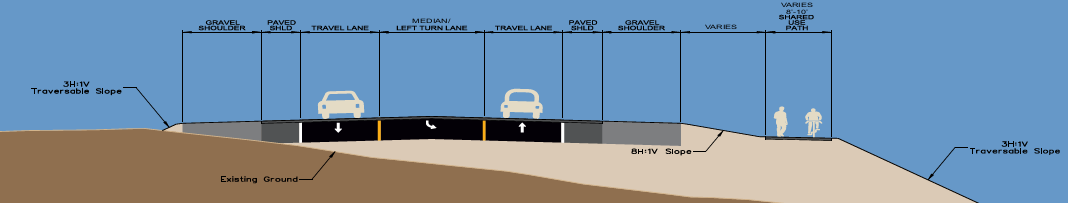 VARIES
8'-10'
SHARED
USE
PATH
GRAVEL
SHOULDER
PAVED
SHLD
TRAVEL LANE
MEDIAN/
LEFT TURN LANE
TRAVEL LANE
PAVED
SHLD
GRAVEL
SHOULDER
VARIES
3H:1V
Traversable Slope
8H:1V Slope
3H:1V
Traversable Slope
Existing Ground